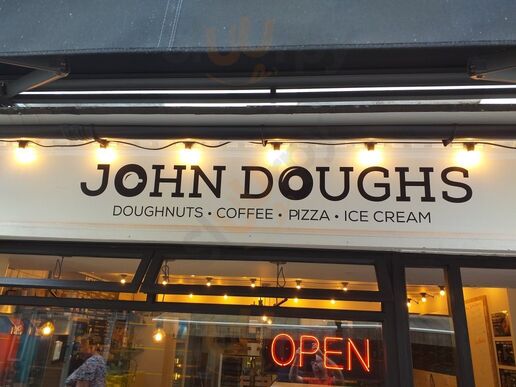 JOHN DOUGHS
DOUGHNUTS • COFFEE • PIZZA • ICE CREAM
OPEN